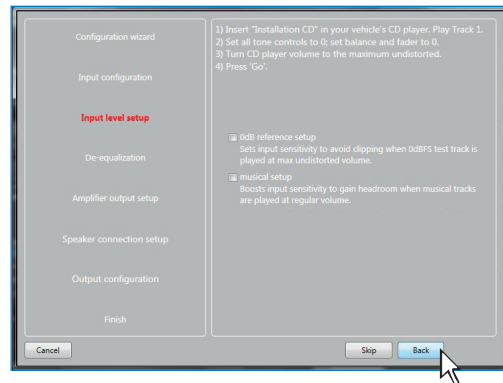 Configuration wizard
Input configuration
Input level setup
De-equalization
Amplifier output setup
Speaker connection setup
Output configuration
Finish
1) Insert "Installation CD" in your vehicle's CD player. Play Track 1.
2) Set all tone controls to 0; set balance and fader to 0.
3) Turn CD player volume to the maximum undistorted.
4) Press 'Go'.
0dB reference setup
Sets input sensitivity to avoid clipping when 0dBFS test track is
played at max undistorted volume.
musical setup
Boosts input sensitivity to gain headroom when musical tracks
are played at regular volume.
Cancel
Skip
Back